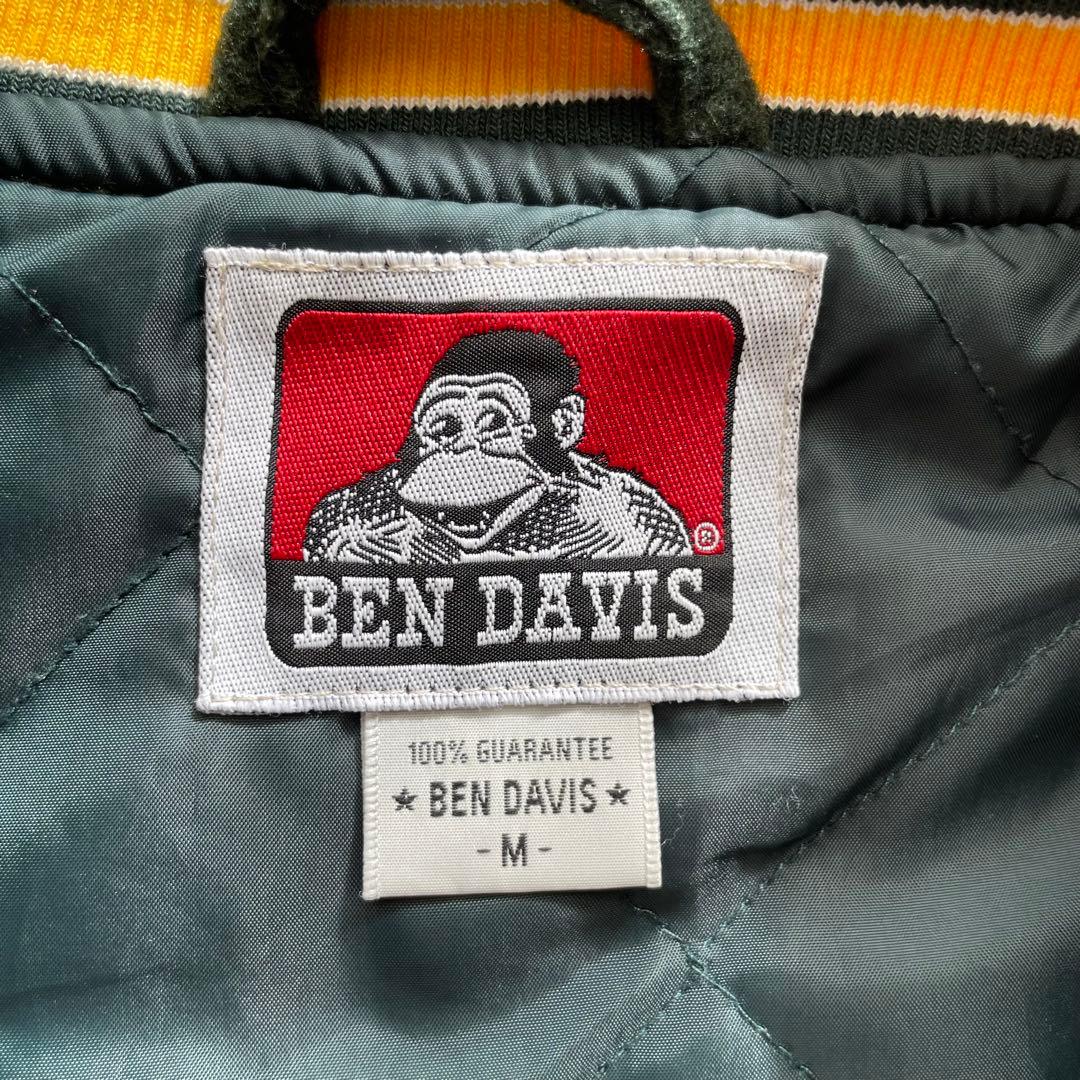 ®
BEN DAVIS
100% GUARANTEE
★ BEN DAVIS ★
- M -